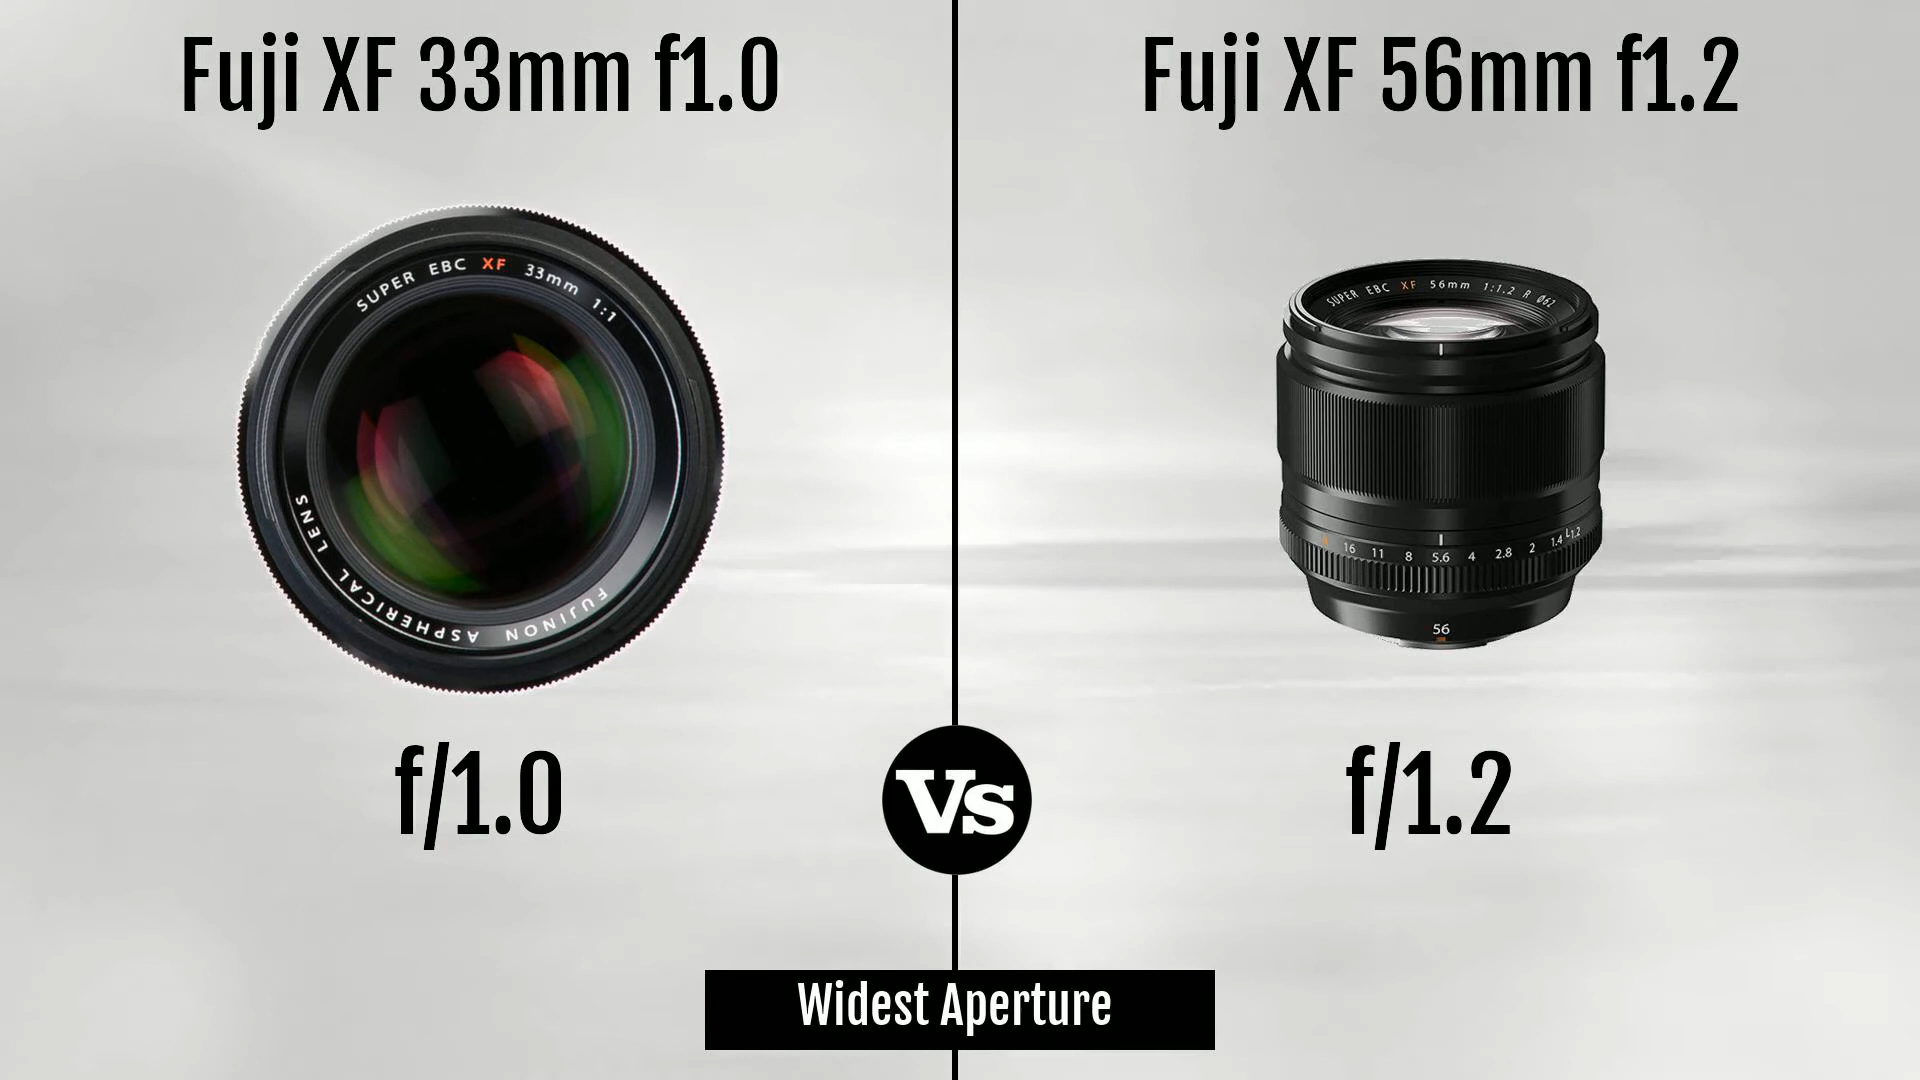 Fuji XF 33mm f1.0
Fuji XF 56mm f1.2
SUPER EBC XF 33mm 1:1
FUJINON ASPHERICAL LENS
SUPER EBC XF 56mm 1:1.2 R Ø62
A 16 11 8 5.6 4 2.8 2 1.4 L1.2
56
f/1.0
Vs
f/1.2
Widest Aperture